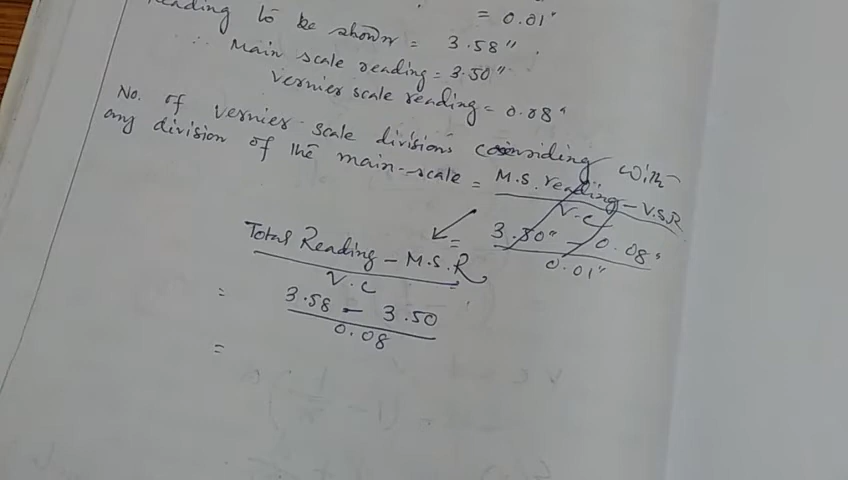 = 0.01"
Reading to be shown = 3.58".
∴ Main scale reading = 3.50"
Vernier scale reading = 0.08"
No. of vernier scale divisions coinsiding with
any division of the main-scale = M.S. reading - V.S.R
V.C
= 3.50" - 0.08"
0.01"
Total Reading - M.S.R
V.C
= 3.58 - 3.50
0.08
=